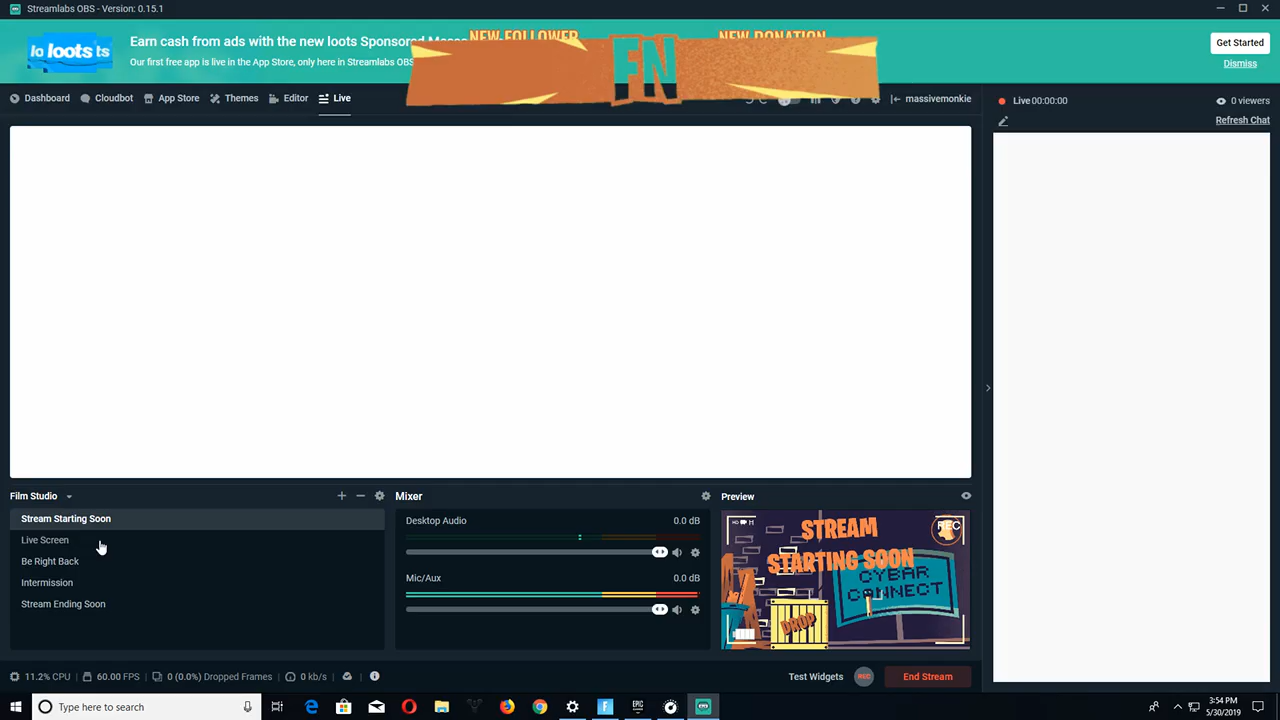 Streamlabs OBS - Version: 0.15.1
lo loots ts
Earn cash from ads with the new loots Sponsored
Our first free app is live in the App Store, only here in Streamlabs OBS
NEW FOLLOWER
NEW DONATION
FN
Get Started
Dismiss
Dashboard
Cloudbot
App Store
Themes
Editor
Live
massivemonkie
Live 00:00:00
0 viewers
Refresh Chat
Film Studio
Stream Starting Soon
Live Screen
Be Right Back
Intermission
Stream Ending Soon
Mixer
Desktop Audio
0.0 dB
Mic/Aux
0.0 dB
Preview
STREAM
STARTING SOON
REC
CYBAR
CONNECT
DROP
11.2% CPU
60.00 FPS
0 (0.0%) Dropped Frames
0 kb/s
Test Widgets
REC
End Stream
Type here to search
EPIC
3:54 PM
5/30/2019